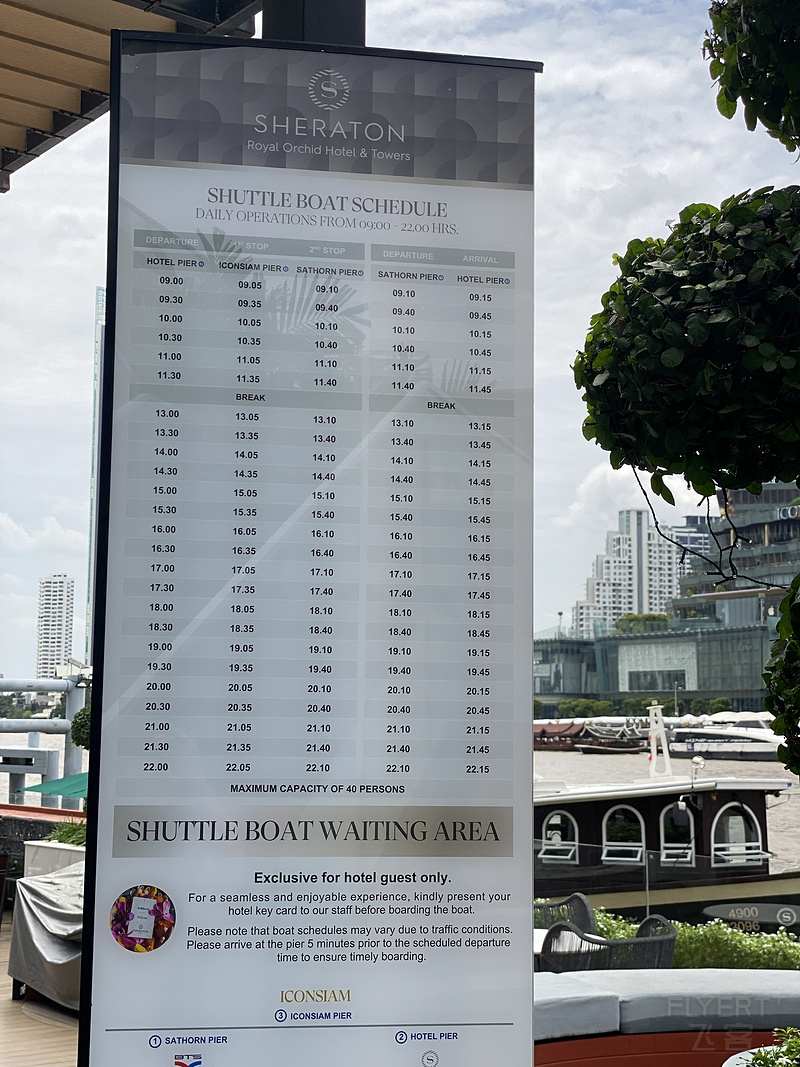 SHERATON
Royal Orchid Hotel & Towers
SHUTTLE BOAT SCHEDULE
DAILY OPERATIONS FROM 09:00 - 22.00 HRS.
DEPARTURE 1ST STOP 2ND STOP DEPARTURE ARRIVAL
HOTEL PIER② ICONSIAM PIER③ SATHORN PIER① SATHORN PIER① HOTEL PIER②
09.00 09.05 09.10 09.10 09.15
09.30 09.35 09.40 09.40 09.45
10.00 10.05 10.10 10.10 10.15
10.30 10.35 10.40 10.40 10.45
11.00 11.05 11.10 11.10 11.15
11.30 11.35 11.40 11.40 11.45
BREAK BREAK
13.00 13.05 13.10 13.10 13.15
13.30 13.35 13.40 13.40 13.45
14.00 14.05 14.10 14.10 14.15
14.30 14.35 14.40 14.40 14.45
15.00 15.05 15.10 15.10 15.15
15.30 15.35 15.40 15.40 15.45
16.00 16.05 16.10 16.10 16.15
16.30 16.35 16.40 16.40 16.45
17.00 17.05 17.10 17.10 17.15
17.30 17.35 17.40 17.40 17.45
18.00 18.05 18.10 18.10 18.15
18.30 18.35 18.40 18.40 18.45
19.00 19.05 19.10 19.10 19.15
19.30 19.35 19.40 19.40 19.45
20.00 20.05 20.10 20.10 20.15
20.30 20.35 20.40 20.40 20.45
21.00 21.05 21.10 21.10 21.15
21.30 21.35 21.40 21.40 21.45
22.00 22.05 22.10 22.10 22.15
MAXIMUM CAPACITY OF 40 PERSONS
SHUTTLE BOAT WAITING AREA
Exclusive for hotel guest only.
For a seamless and enjoyable experience, kindly present your
hotel key card to our staff before boarding the boat.
Please note that boat schedules may vary due to traffic conditions.
Please arrive at the pier 5 minutes prior to the scheduled departure
time to ensure timely boarding.
ICONSIAM
③ ICONSIAM PIER
① SATHORN PIER ② HOTEL PIER
BTS
4900
3096
FLYERT
飞客